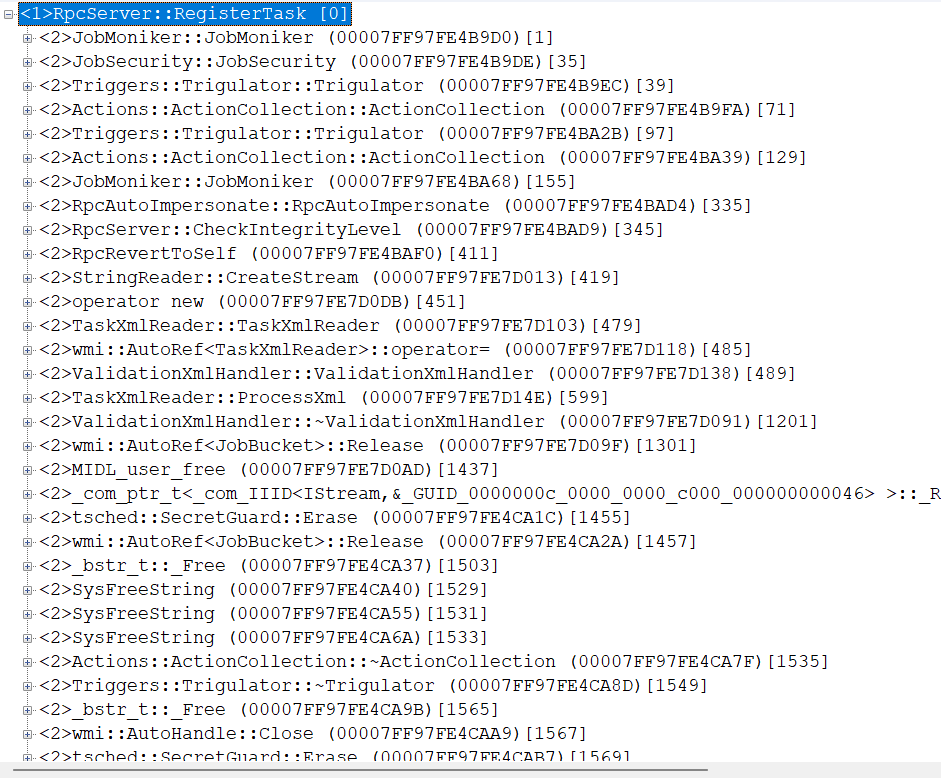 <1>RpcServer::RegisterTask [0]
<2>JobMoniker::JobMoniker (00007FF97FE4B9D0)[1]
<2>JobSecurity::JobSecurity (00007FF97FE4B9DE)[35]
<2>Triggers::Trigulator::Trigulator (00007FF97FE4B9EC)[39]
<2>Actions::ActionCollection::ActionCollection (00007FF97FE4B9FA)[71]
<2>Triggers::Trigulator::Trigulator (00007FF97FE4BA2B)[97]
<2>Actions::ActionCollection::ActionCollection (00007FF97FE4BA39)[129]
<2>JobMoniker::JobMoniker (00007FF97FE4BA68)[155]
<2>RpcAutoImpersonate::RpcAutoImpersonate (00007FF97FE4BAD4)[335]
<2>RpcServer::CheckIntegrityLevel (00007FF97FE4BAD9)[345]
<2>RpcRevertToSelf (00007FF97FE4BAF0)[411]
<2>StringReader::CreateStream (00007FF97FE7D013)[419]
<2>operator new (00007FF97FE7D0DB)[451]
<2>TaskXmlReader::TaskXmlReader (00007FF97FE7D103)[479]
<2>wmi::AutoRef<TaskXmlReader>::operator= (00007FF97FE7D118)[485]
<2>ValidationXmlHandler::ValidationXmlHandler (00007FF97FE7D138)[489]
<2>TaskXmlReader::ProcessXml (00007FF97FE7D14E)[599]
<2>ValidationXmlHandler::~ValidationXmlHandler (00007FF97FE7D091)[1201]
<2>wmi::AutoRef<JobBucket>::Release (00007FF97FE7D09F)[1301]
<2>MIDL_user_free (00007FF97FE7D0AD)[1437]
<2>_com_ptr_t<_com_IIID<IStream,&_GUID_0000000c_0000_0000_c000_000000000046> >::_R
<2>tsched::SecretGuard::Erase (00007FF97FE4CA1C)[1455]
<2>wmi::AutoRef<JobBucket>::Release (00007FF97FE4CA2A)[1457]
<2>_bstr_t::_Free (00007FF97FE4CA37)[1503]
<2>SysFreeString (00007FF97FE4CA40)[1529]
<2>SysFreeString (00007FF97FE4CA55)[1531]
<2>SysFreeString (00007FF97FE4CA6A)[1533]
<2>Actions::ActionCollection::~ActionCollection (00007FF97FE4CA7F)[1535]
<2>Triggers::Trigulator::~Trigulator (00007FF97FE4CA8D)[1549]
<2>_bstr_t::_Free (00007FF97FE4CA9B)[1565]
<2>wmi::AutoHandle::Close (00007FF97FE4CAA9)[1567]
<2>tsched::SecretGuard::Erase (00007FF97FE4CAB7)[1569]